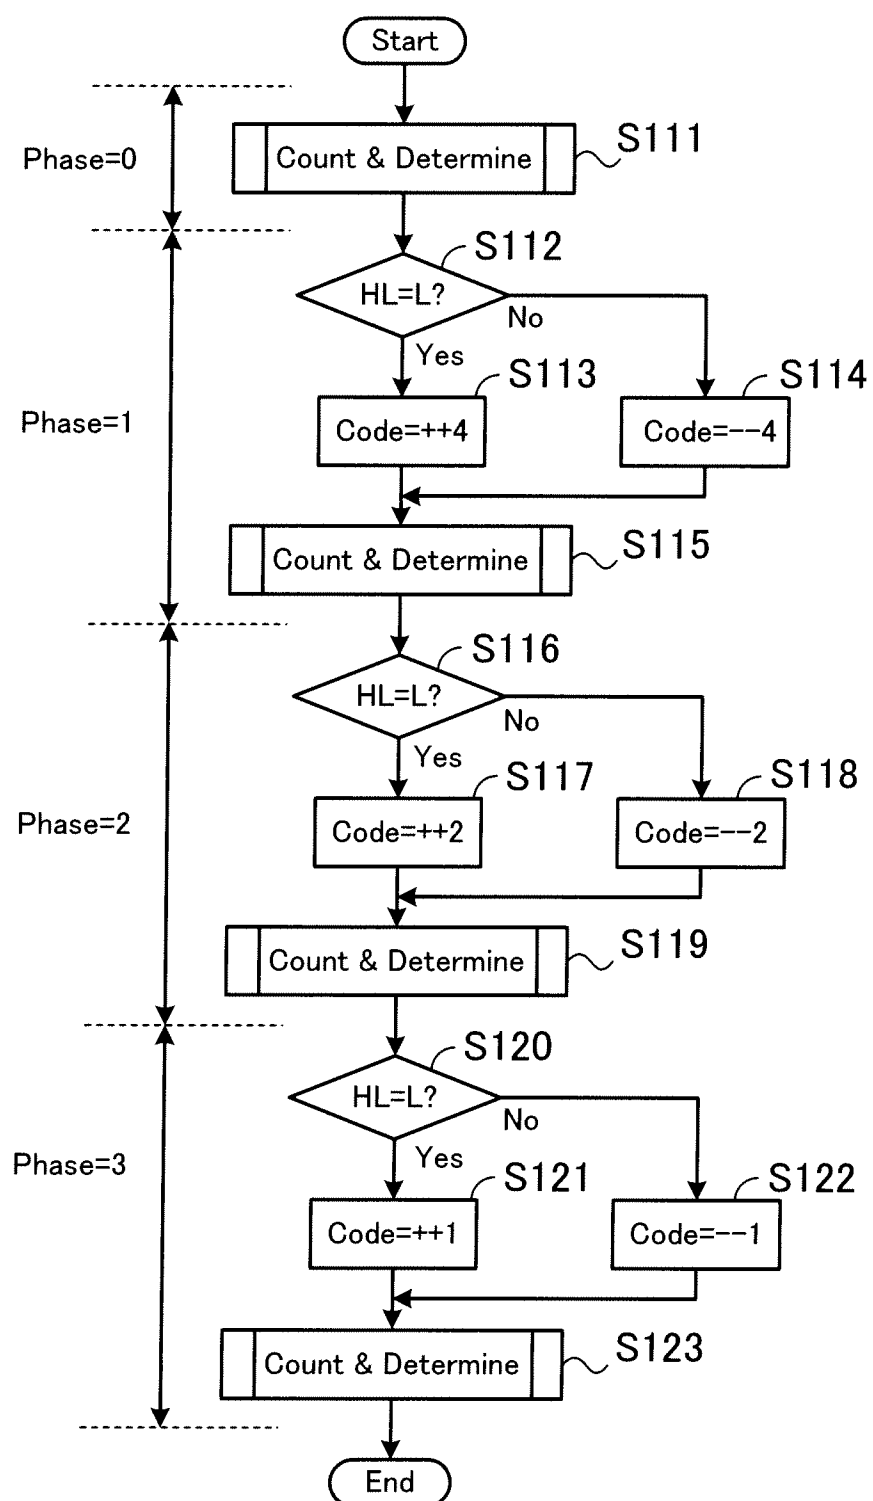 Start
Phase=0
Count & Determine
S111
S112
HL=L?
No
Yes
S113
S114
Phase=1
Code=++4
Code=--4
Count & Determine
S115
S116
HL=L?
No
Yes
S117
S118
Phase=2
Code=++2
Code=--2
Count & Determine
S119
S120
HL=L?
No
Yes
Phase=3
S121
S122
Code=++1
Code=--1
Count & Determine
S123
End